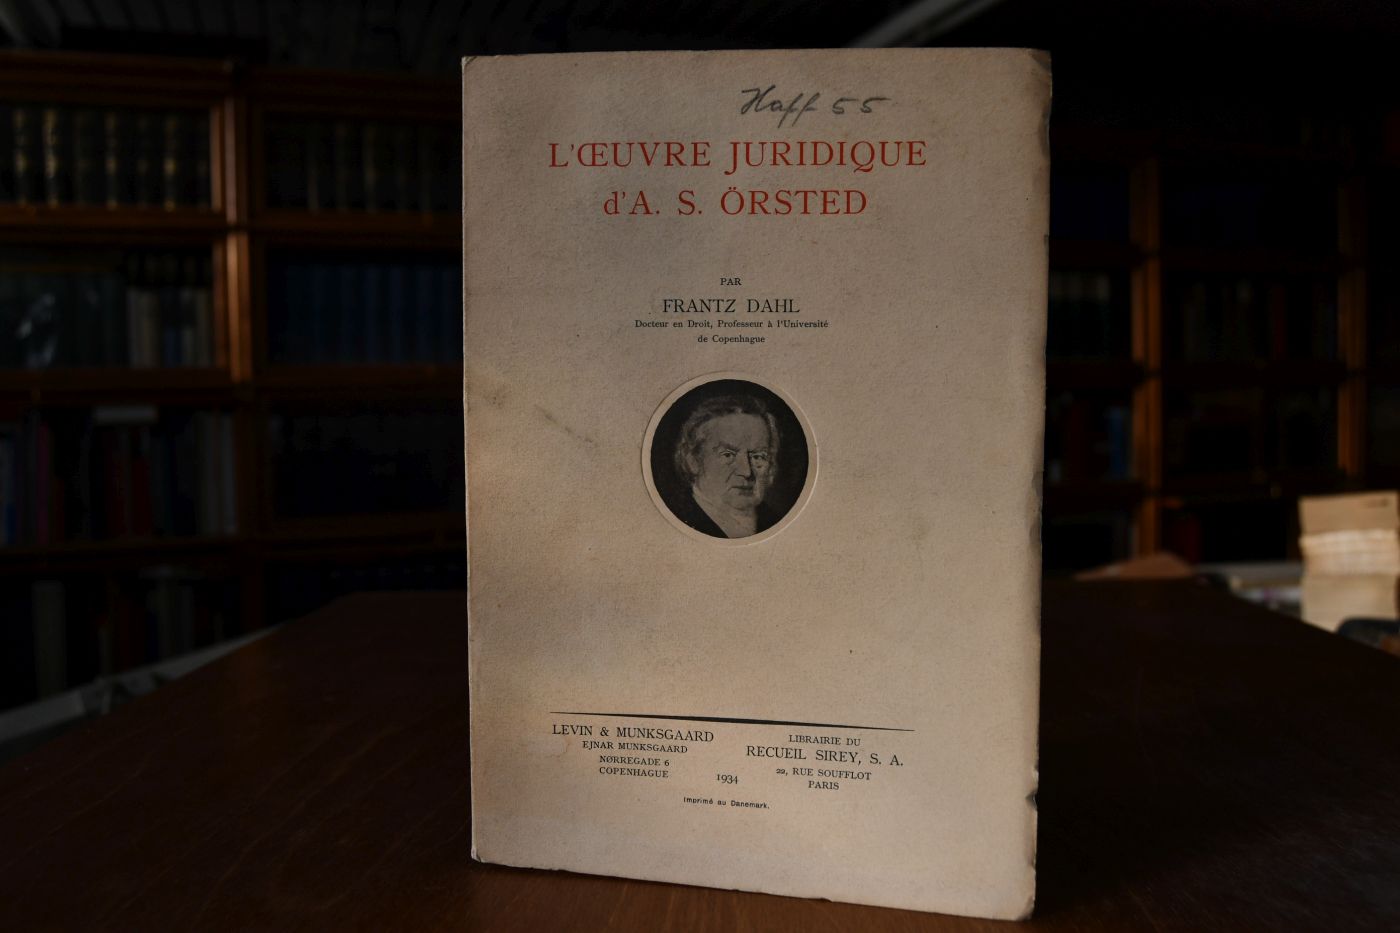 Haff 55
L'ŒUVRE JURIDIQUE
d'A. S. ÖRSTED
PAR
FRANTZ DAHL
Docteur en Droit, Professeur à l'Université
de Copenhague
LEVIN & MUNKSGAARD
EJNAR MUNKSGAARD
NØRREGADE 6
COPENHAGUE
1934
LIBRAIRIE DU
RECUEIL SIREY, S. A.
22, RUE SOUFFLOT
PARIS
Imprimé au Danemark.